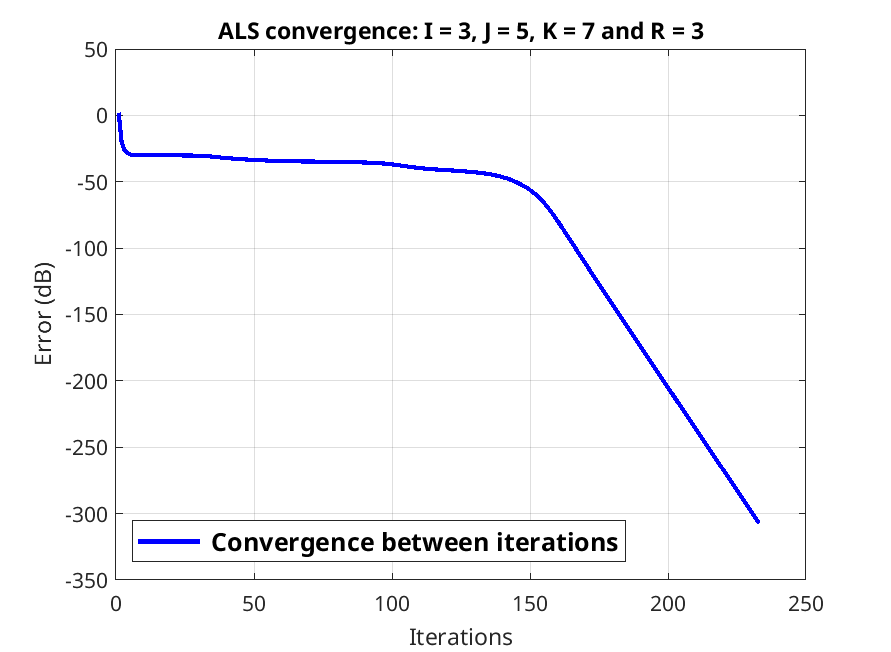 ALS convergence: I = 3, J = 5, K = 7 and R = 3
50
0
-50
-100
-150
-200
-250
-300
-350
Error (dB)
Convergence between iterations
0 50 100 150 200 250
Iterations